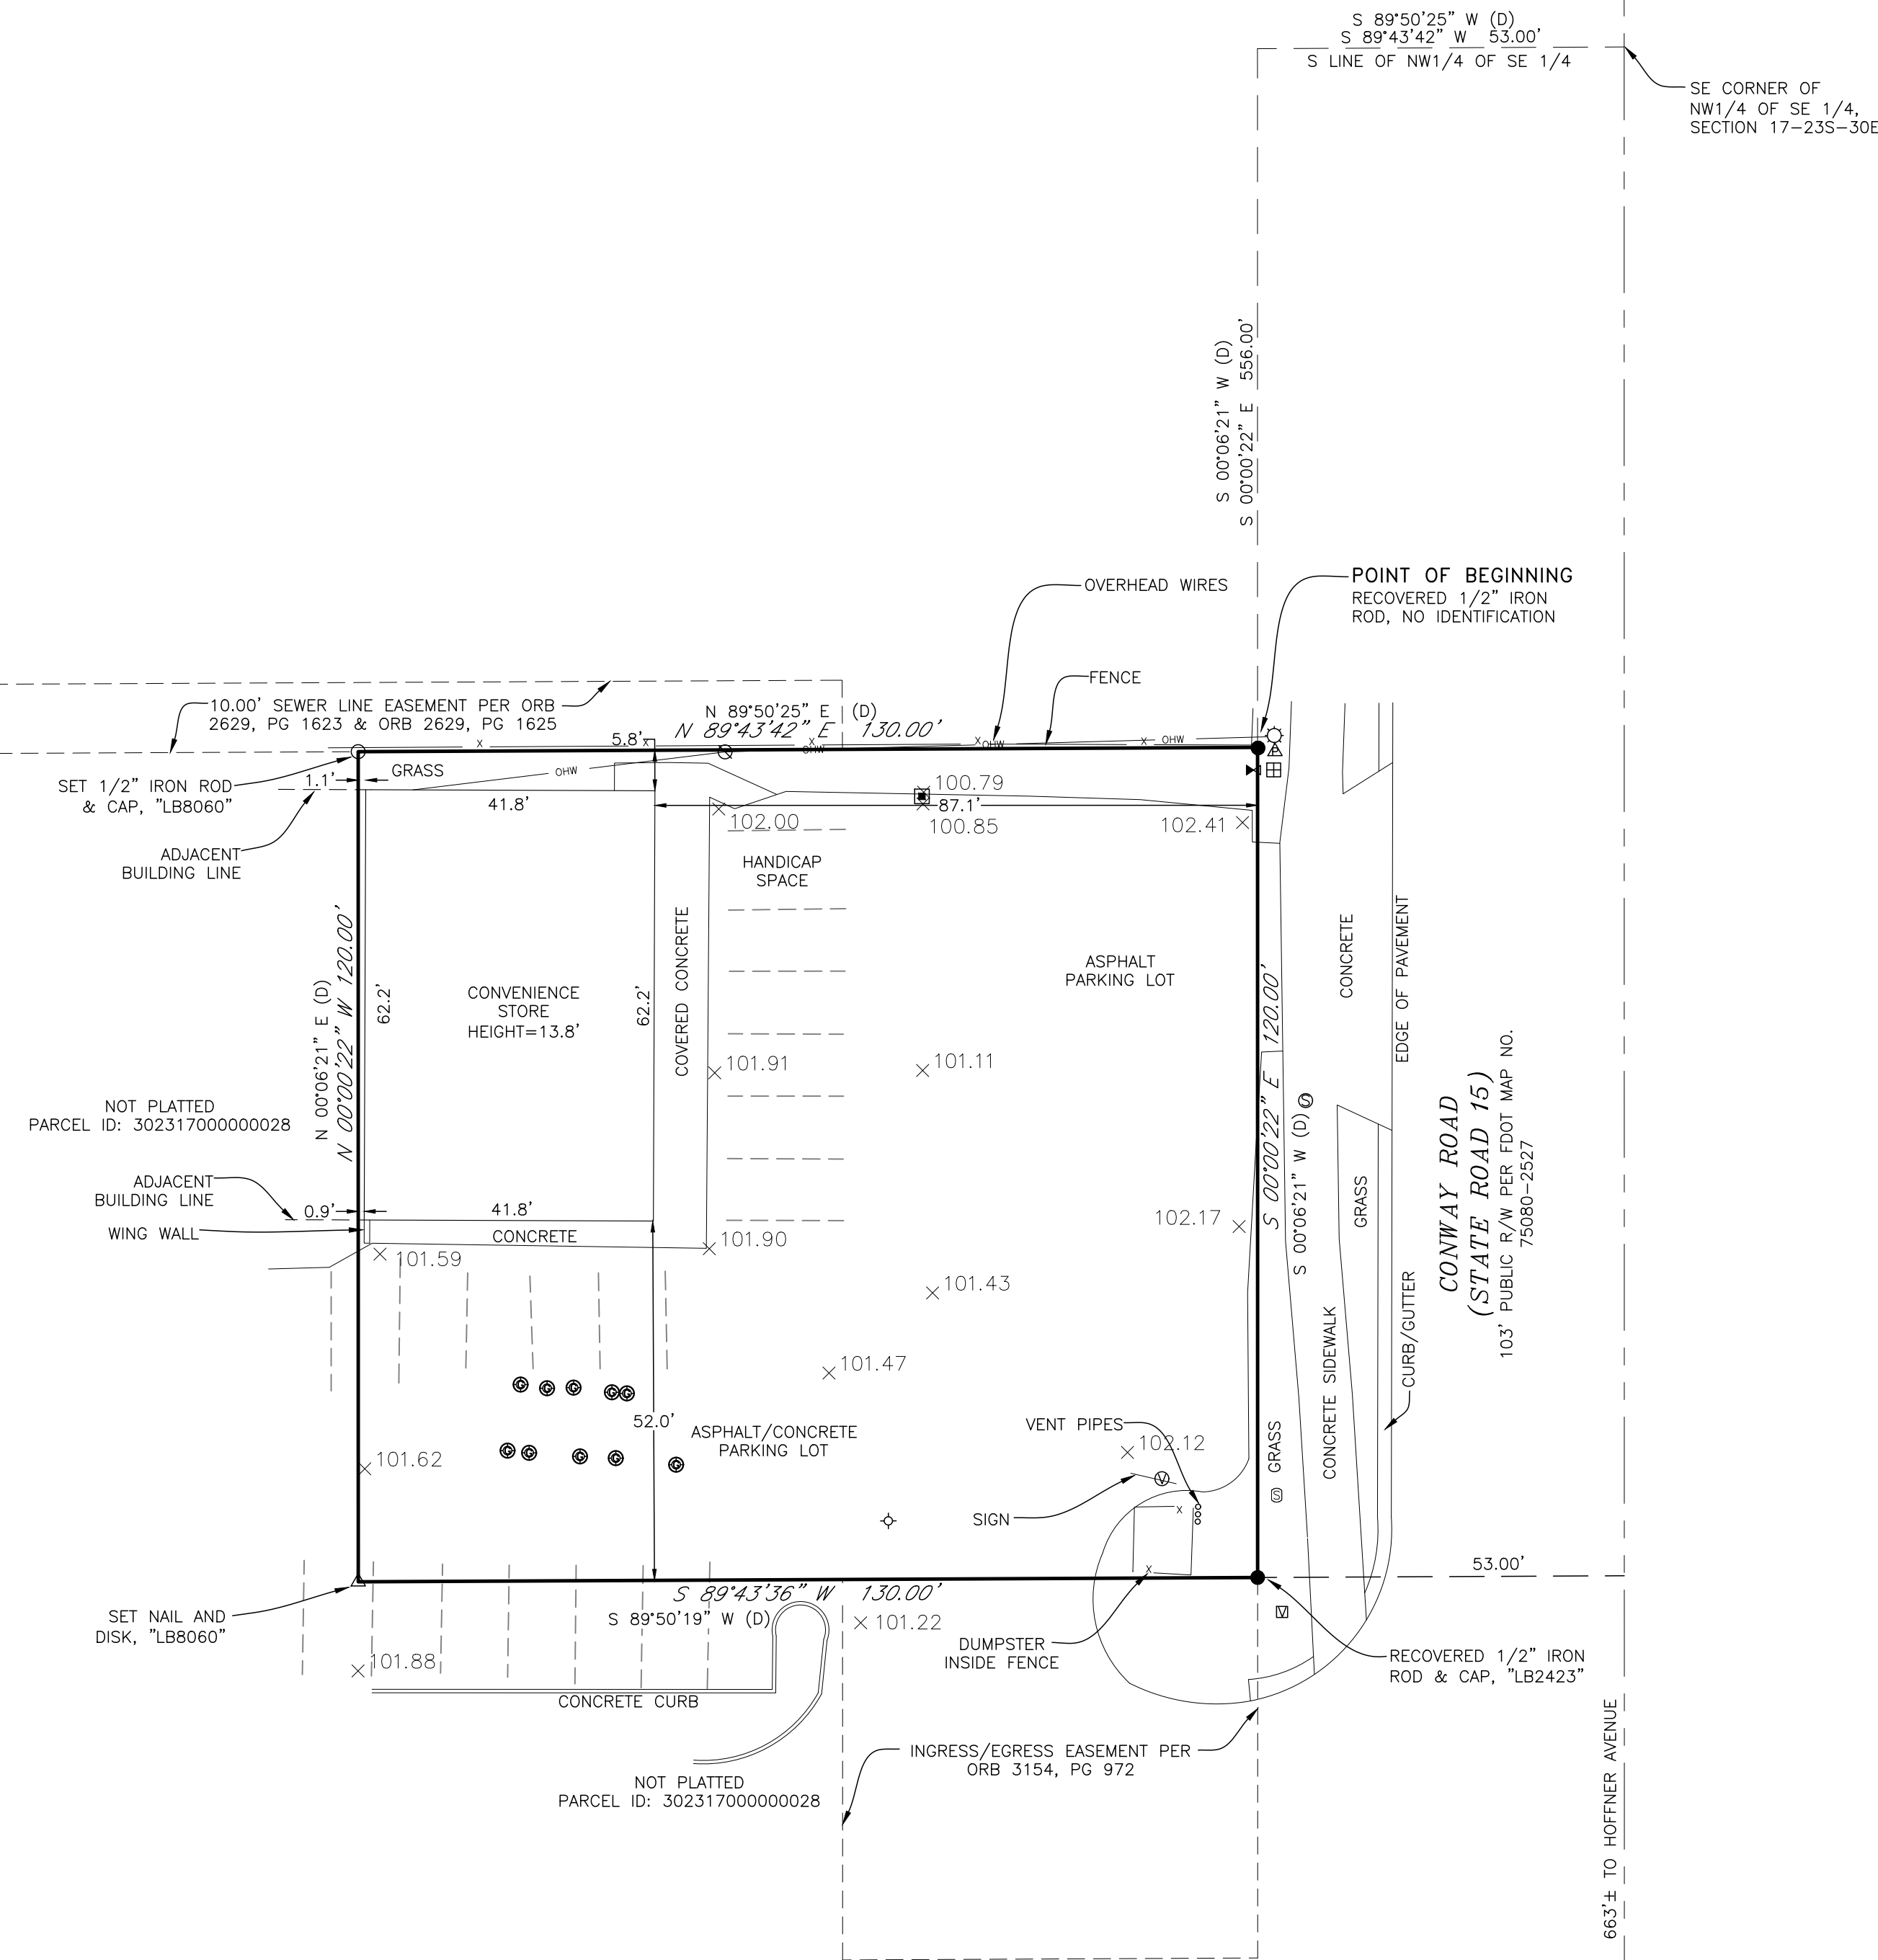 S 89°50'25" W (D)
S 89°43'42" W 53.00'
S LINE OF NW1/4 OF SE 1/4
SE CORNER OF
NW1/4 OF SE 1/4,
SECTION 17-23S-30E
S 00°06'21" W (D)
S 00°00'22" E 556.00'
POINT OF BEGINNING
RECOVERED 1/2" IRON
ROD, NO IDENTIFICATION
OVERHEAD WIRES
FENCE
10.00' SEWER LINE EASEMENT PER ORB
2629, PG 1623 & ORB 2629, PG 1625
N 89°50'25" E (D)
N 89°43'42" E 130.00'
5.8'
X
X
X
X
X
OHW
OHW
OHW
OHW
P
SET 1/2" IRON ROD
& CAP, "LB8060"
1.1'
GRASS
41.8'
87.1'
100.79
100.85
102.00
102.41
ADJACENT
BUILDING LINE
HANDICAP
SPACE
N 00°06'21" E (D)
N 00°00'22" W 120.00'
62.2'
CONVENIENCE
STORE
HEIGHT=13.8'
62.2'
COVERED CONCRETE
ASPHALT
PARKING LOT
CONCRETE
EDGE OF PAVEMENT
101.91
101.11
S 00°00'22" E 120.00'
S 00°06'21" W (D)
S
NOT PLATTED
PARCEL ID: 302317000000028
CONWAY ROAD
(STATE ROAD 15)
103' PUBLIC R/W PER FDOT MAP NO.
75080-2527
ADJACENT
BUILDING LINE
WING WALL
0.9'
41.8'
CONCRETE
101.59
101.90
102.17
GRASS
101.43
101.47
CONCRETE SIDEWALK
CURB/GUTTER
G
G
G
G
G
G
G
G
G
G
52.0'
ASPHALT/CONCRETE
PARKING LOT
101.62
VENT PIPES
102.12
V
SIGN
GRASS
S
X
X
53.00'
S 89°43'36" W 130.00'
S 89°50'19" W (D)
SET NAIL AND
DISK, "LB8060"
101.88
101.22
V
DUMPSTER
INSIDE FENCE
RECOVERED 1/2" IRON
ROD & CAP, "LB2423"
CONCRETE CURB
INGRESS/EGRESS EASEMENT PER
ORB 3154, PG 972
NOT PLATTED
PARCEL ID: 302317000000028
663'± TO HOFFNER AVENUE